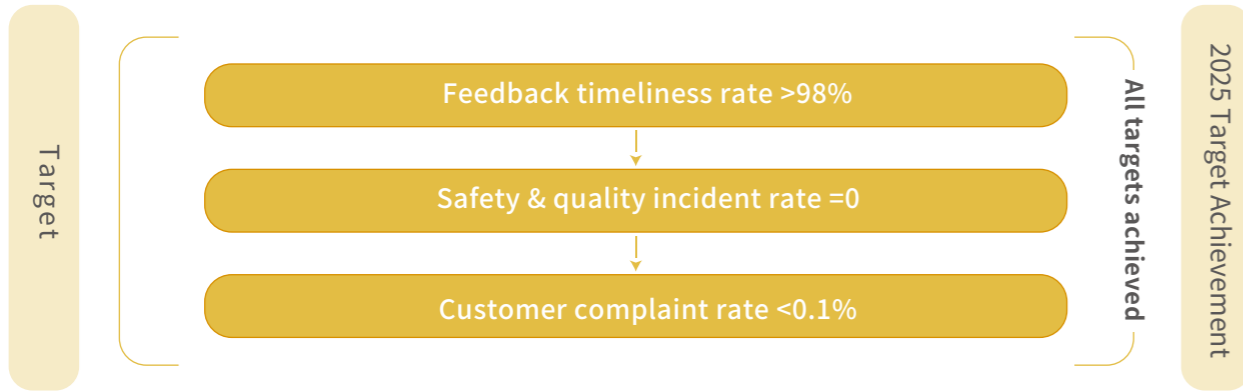 Target
Feedback timeliness rate >98%
Safety & quality incident rate =0
Customer complaint rate <0.1%
All targets achieved
2025 Target Achievement